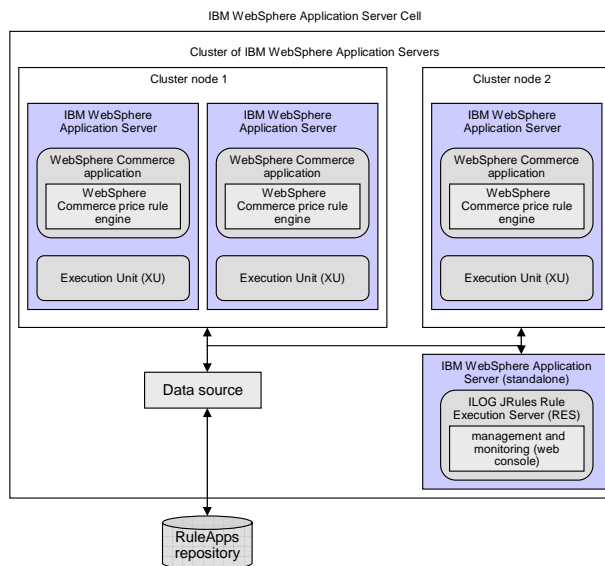 IBM WebSphere Application Server Cell
Cluster of IBM WebSphere Application Servers
Cluster node 1
Cluster node 2
IBM WebSphere
Application Server
WebSphere Commerce
application
WebSphere
Commerce price rule
engine
Execution Unit (XU)
IBM WebSphere
Application Server
WebSphere Commerce
application
WebSphere
Commerce price rule
engine
Execution Unit (XU)
IBM WebSphere
Application Server
WebSphere Commerce
application
WebSphere
Commerce price rule
engine
Execution Unit (XU)
Data source
IBM WebSphere Application
Server (standalone)
ILOG JRules Rule
Execution Server (RES)
management and
monitoring (web
console)
RuleApps
repository